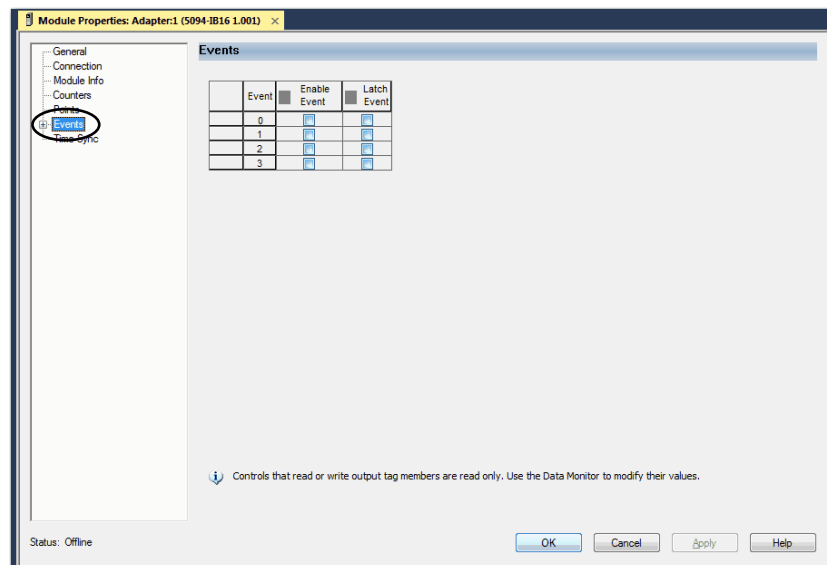 Module Properties: Adapter:1 (5094-IB16 1.001) ×
General
Connection
Module Info
Counters
Points
Events
Time Sync
Events
Event Enable Event Latch Event
0
1
2
3
Controls that read or write output tag members are read only. Use the Data Monitor to modify their values.
Status: Offline
OK Cancel Apply Help